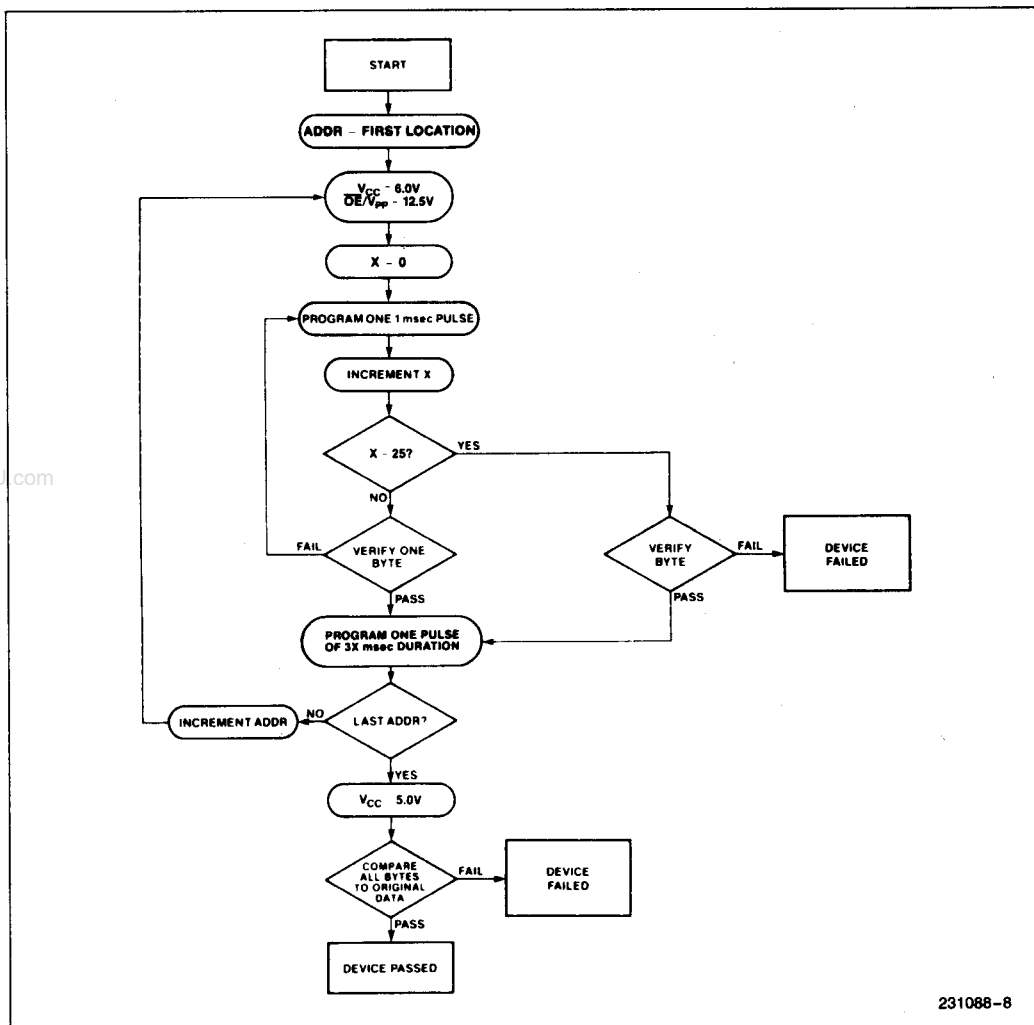 START
ADDR – FIRST LOCATION
VCC – 6.0V
OE/Vpp – 12.5V
X – 0
PROGRAM ONE 1 msec PULSE
INCREMENT X
X – 25?
YES
NO
J.com
FAIL
VERIFY ONE
BYTE
PASS
VERIFY
BYTE
FAIL
PASS
DEVICE
FAILED
PROGRAM ONE PULSE
OF 3X msec DURATION
INCREMENT ADDR
NO
LAST ADDR?
YES
VCC 5.0V
COMPARE
ALL BYTES
TO ORIGINAL
DATA
FAIL
DEVICE
FAILED
PASS
DEVICE PASSED
231088–8